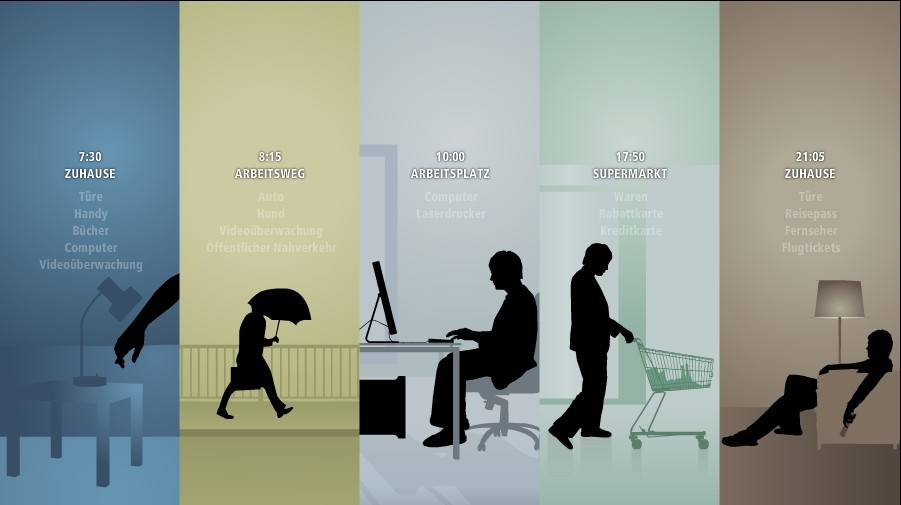 7:30
ZUHAUSE
Türe
Handy
Bücher
Computer
Videoüberwachung
8:15
ARBEITSWEG
Auto
Hund
Videoüberwachung
Öffentlicher Nahverkehr
10:00
ARBEITSPLATZ
Computer
Laserdrucker
17:50
SUPERMARKT
Waren
Rabattkarte
Kreditkarte
21:05
ZUHAUSE
Türe
Reisepass
Fernseher
Flugtickets